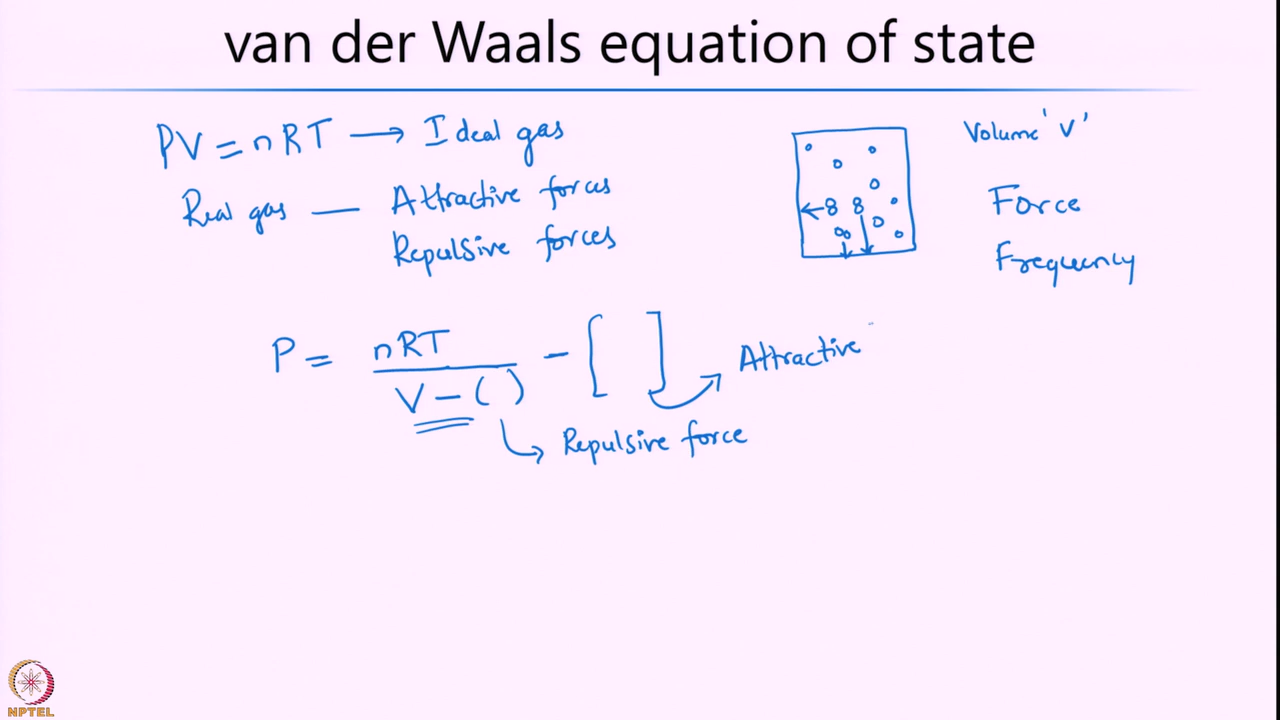 van der Waals equation of state
PV = nRT → Ideal gas
Real gas — Attractive forces
Repulsive forces
Volume 'V'
Force
Frequency
P = nRT / V - ( ) - [ ]
Attractive
Repulsive force
NPTEL